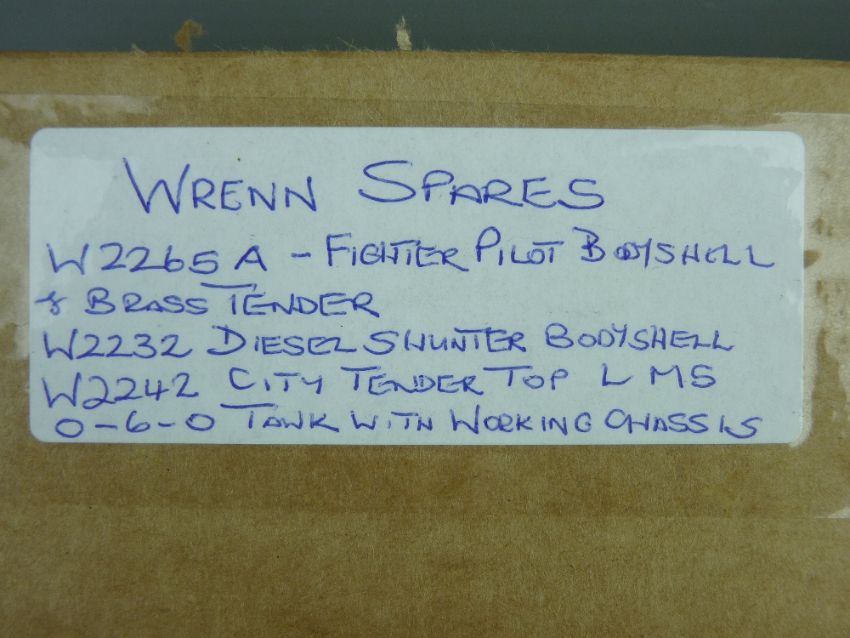 WRENN SPARES
W2265A - FIGHTER PILOT BODYSHELL
& BRASS TENDER
W2232 DIESEL SHUNTER BODYSHELL
W2242 CITY TENDER TOP LMS
0-6-0 TANK WITH WORKING CHASSIS